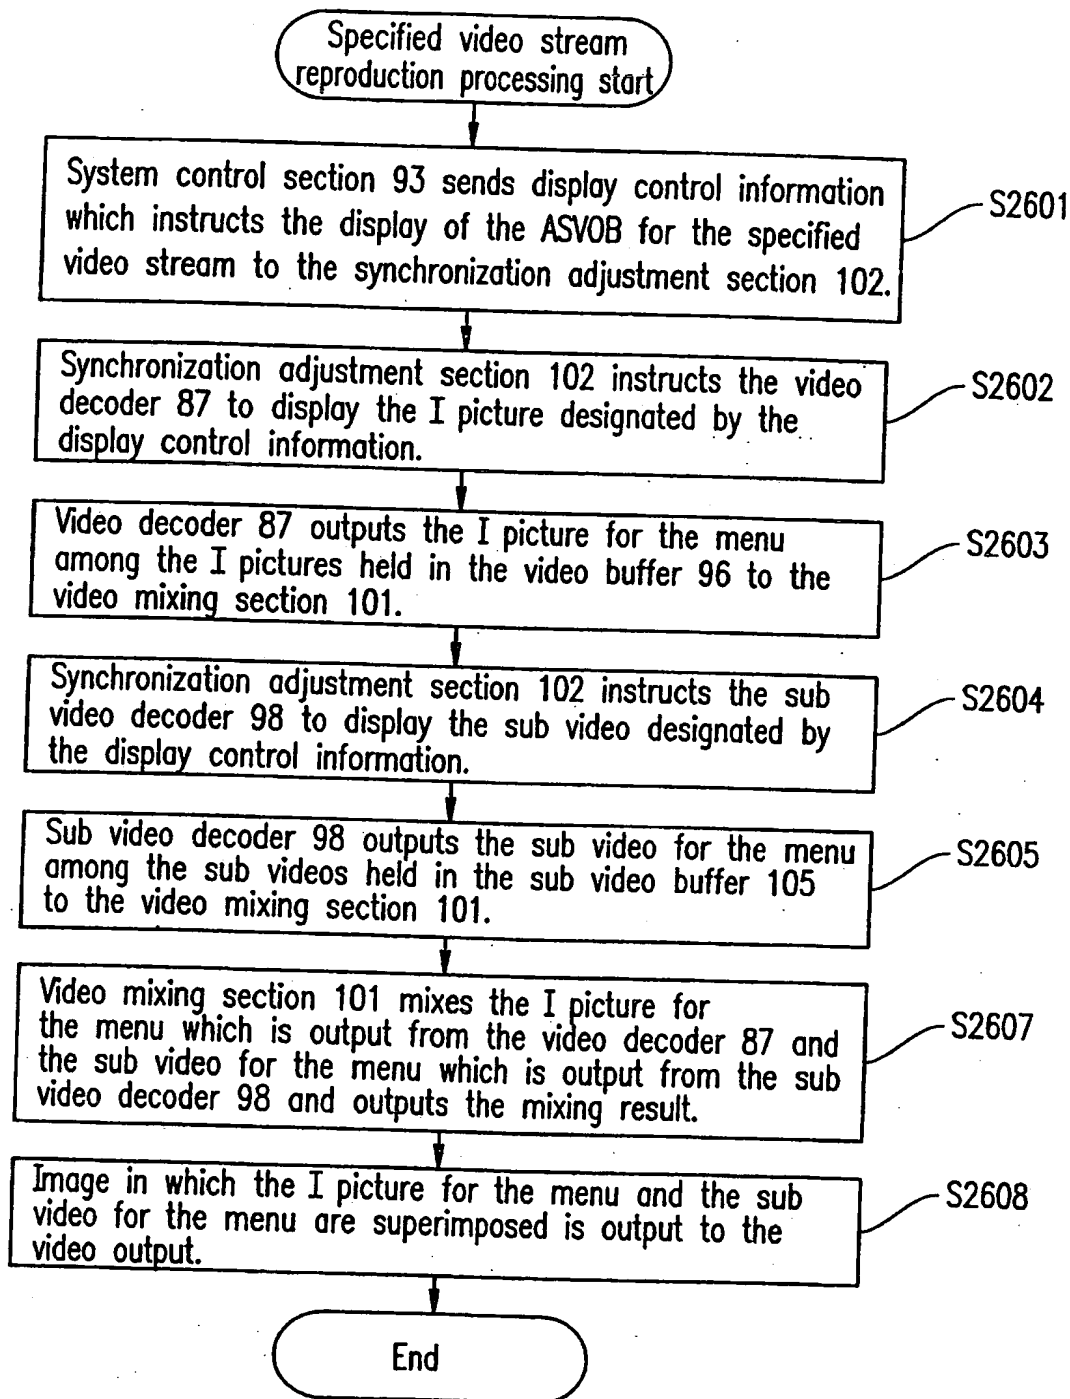 Specified video stream
reproduction processing start
System control section 93 sends display control information
which instructs the display of the ASVOB for the specified
video stream to the synchronization adjustment section 102.
S2601
Synchronization adjustment section 102 instructs the video
decoder 87 to display the I picture designated by the
display control information.
S2602
Video decoder 87 outputs the I picture for the menu
among the I pictures held in the video buffer 96 to the
video mixing section 101.
S2603
Synchronization adjustment section 102 instructs the sub
video decoder 98 to display the sub video designated by
the display control information.
S2604
Sub video decoder 98 outputs the sub video for the menu
among the sub videos held in the sub video buffer 105
to the video mixing section 101.
S2605
Video mixing section 101 mixes the I picture for
the menu which is output from the video decoder 87 and
the sub video for the menu which is output from the sub
video decoder 98 and outputs the mixing result.
S2607
Image in which the I picture for the menu and the sub
video for the menu are superimposed is output to the
video output.
S2608
End